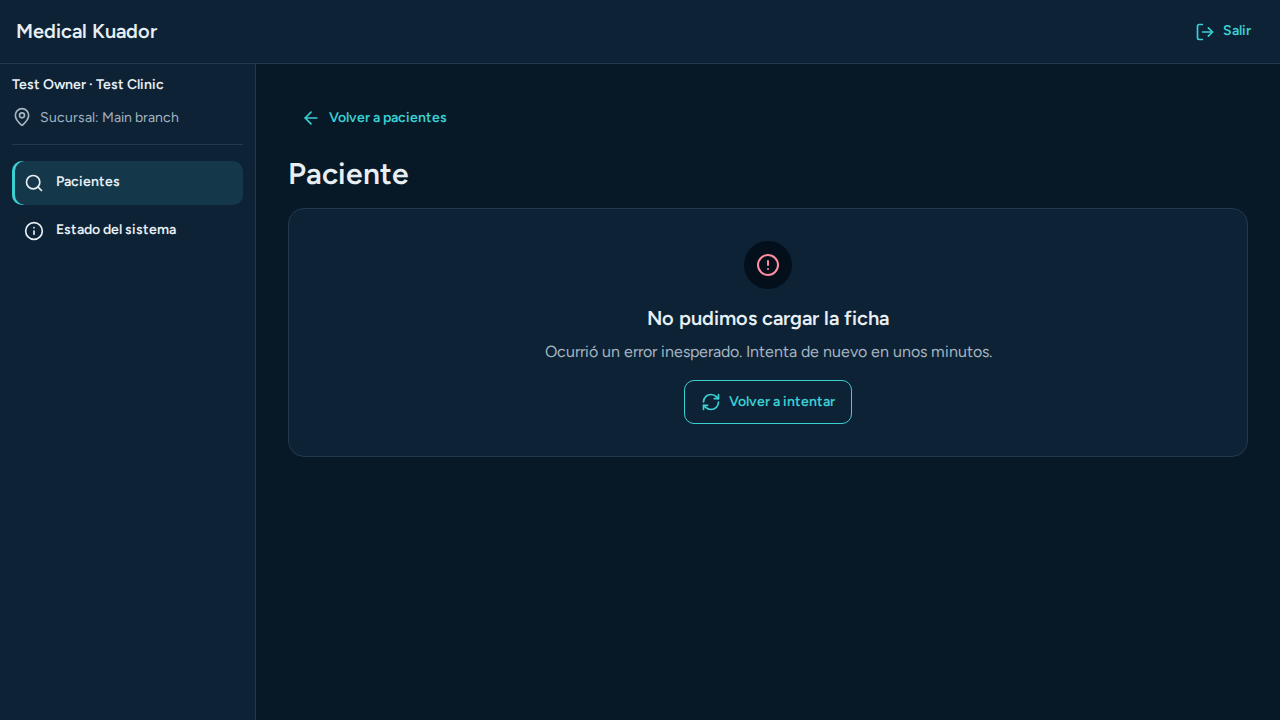 Medical Kuador
Salir
Test Owner · Test Clinic
Sucursal: Main branch
Pacientes
Estado del sistema
Volver a pacientes
Paciente
No pudimos cargar la ficha
Ocurrió un error inesperado. Intenta de nuevo en unos minutos.
Volver a intentar